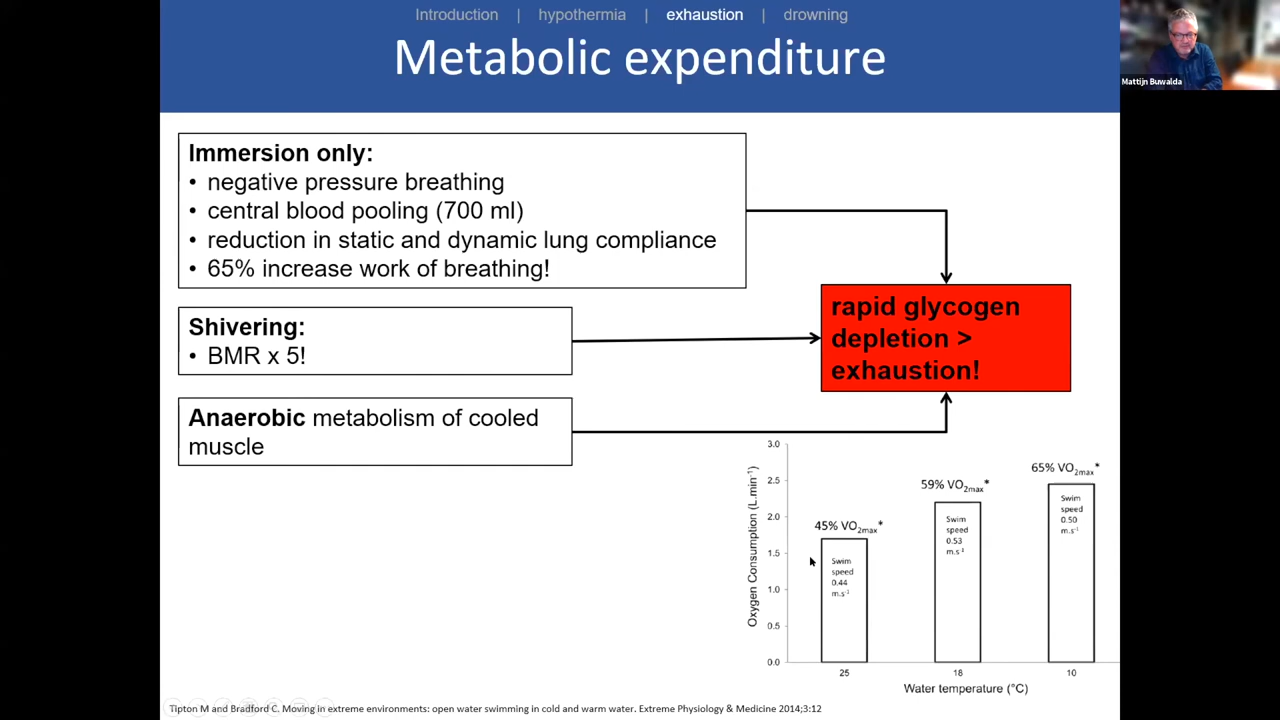 Introduction | hypothermia | exhaustion | drowning
Metabolic expenditure
Mattijn Buwalda
Immersion only:
• negative pressure breathing
• central blood pooling (700 ml)
• reduction in static and dynamic lung compliance
• 65% increase work of breathing!
Shivering:
• BMR x 5!
Anaerobic metabolism of cooled
muscle
rapid glycogen
depletion >
exhaustion!
Oxygen Consumption (L.min⁻¹)
3.0
2.5
2.0
1.5
1.0
0.5
0.0
45% VO₂max*
Swim
speed
0.44
m.s⁻¹
59% VO₂max*
Swim
speed
0.53
m.s⁻¹
65% VO₂max*
Swim
speed
0.50
m.s⁻¹
25 18 10
Water temperature (°C)
Tipton M and Bradford C. Moving in extreme environments: open water swimming in cold and warm water. Extreme Physiology & Medicine 2014;3:12